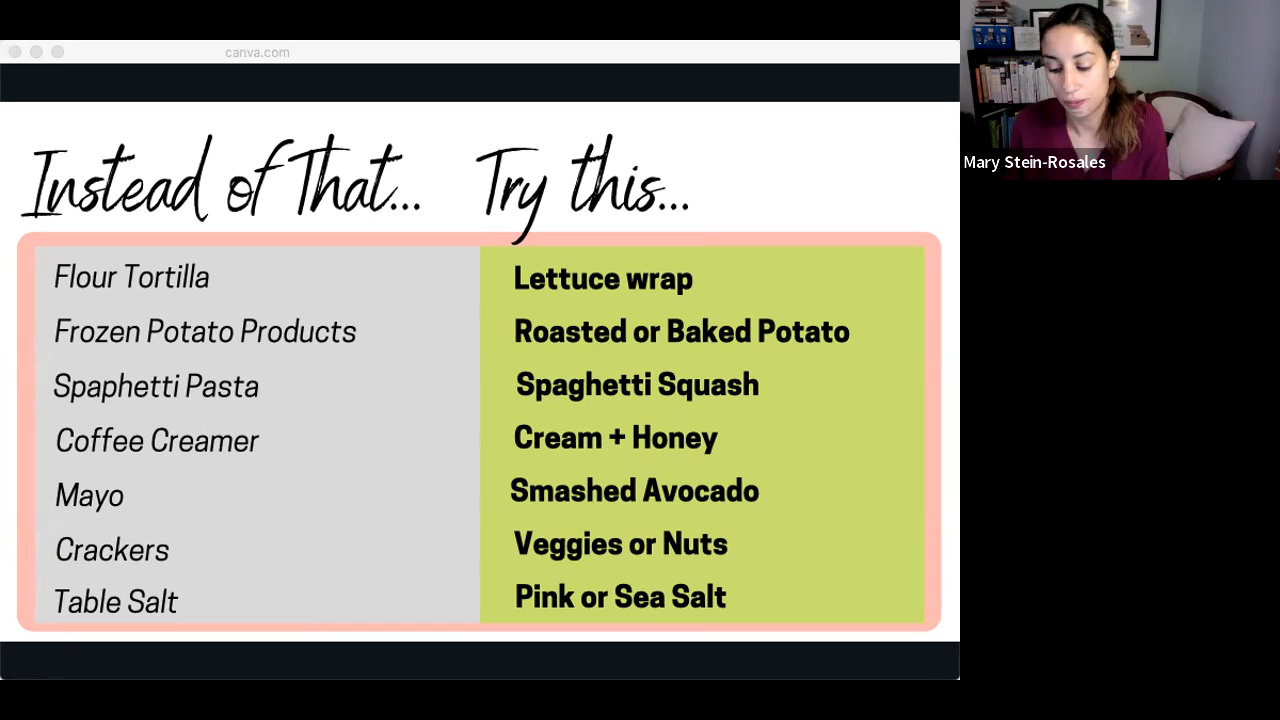 canva.com
Instead of That... Try this...
Flour Tortilla Lettuce wrap
Frozen Potato Products Roasted or Baked Potato
Spaphetti Pasta Spaghetti Squash
Coffee Creamer Cream + Honey
Mayo Smashed Avocado
Crackers Veggies or Nuts
Table Salt Pink or Sea Salt
Mary Stein-Rosales